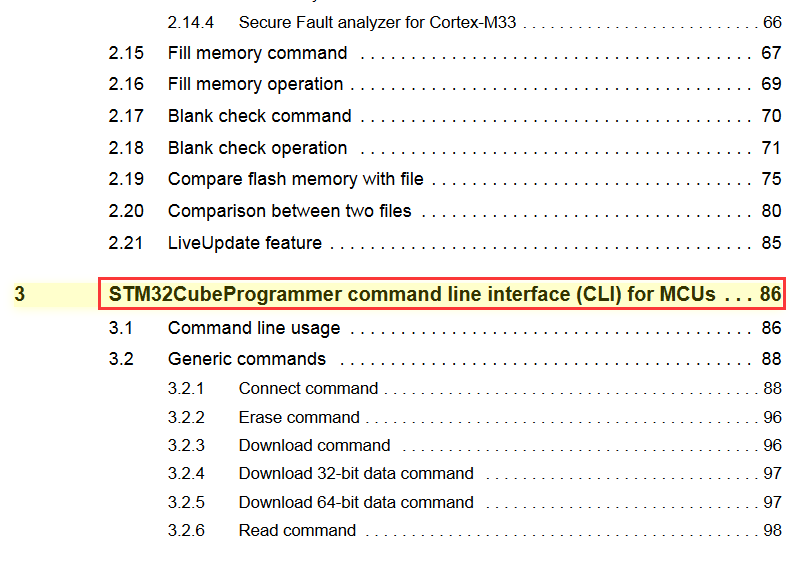 2.14.4 Secure Fault analyzer for Cortex-M33 . . . . . . . . . . . . . . . . . . . . . . . . . . . 66
2.15 Fill memory command . . . . . . . . . . . . . . . . . . . . . . . . . . . . . . . . . . . . . . . 67
2.16 Fill memory operation . . . . . . . . . . . . . . . . . . . . . . . . . . . . . . . . . . . . . . . . 69
2.17 Blank check command . . . . . . . . . . . . . . . . . . . . . . . . . . . . . . . . . . . . . . . 70
2.18 Blank check operation . . . . . . . . . . . . . . . . . . . . . . . . . . . . . . . . . . . . . . . 71
2.19 Compare flash memory with file . . . . . . . . . . . . . . . . . . . . . . . . . . . . . . . . 75
2.20 Comparison between two files . . . . . . . . . . . . . . . . . . . . . . . . . . . . . . . . . 80
2.21 LiveUpdate feature . . . . . . . . . . . . . . . . . . . . . . . . . . . . . . . . . . . . . . . . . . 85
3 STM32CubeProgrammer command line interface (CLI) for MCUs . . . 86
3.1 Command line usage . . . . . . . . . . . . . . . . . . . . . . . . . . . . . . . . . . . . . . . . 86
3.2 Generic commands . . . . . . . . . . . . . . . . . . . . . . . . . . . . . . . . . . . . . . . . . 88
3.2.1 Connect command . . . . . . . . . . . . . . . . . . . . . . . . . . . . . . . . . . . . . . . . . . 88
3.2.2 Erase command . . . . . . . . . . . . . . . . . . . . . . . . . . . . . . . . . . . . . . . . . . . . 96
3.2.3 Download command . . . . . . . . . . . . . . . . . . . . . . . . . . . . . . . . . . . . . . . . 96
3.2.4 Download 32-bit data command . . . . . . . . . . . . . . . . . . . . . . . . . . . . . . . 97
3.2.5 Download 64-bit data command . . . . . . . . . . . . . . . . . . . . . . . . . . . . . . . 97
3.2.6 Read command . . . . . . . . . . . . . . . . . . . . . . . . . . . . . . . . . . . . . . . . . . . . 98